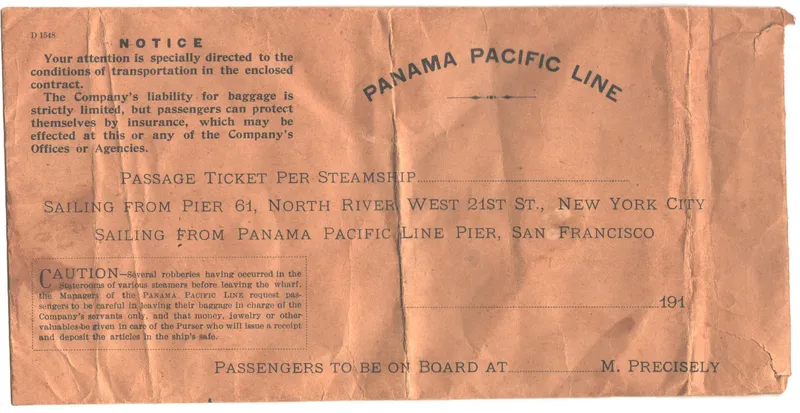 D 1548
NOTICE
Your attention is specially directed to the
conditions of transportation in the enclosed
contract.
The Company's liability for baggage is
strictly limited, but passengers can protect
themselves by insurance, which may be
effected at this or any of the Company's
Offices or Agencies.
PANAMA PACIFIC LINE
PASSAGE TICKET PER STEAMSHIP
SAILING FROM PIER 61, NORTH RIVER WEST 21ST ST., NEW YORK CITY
SAILING FROM PANAMA PACIFIC LINE PIER, SAN FRANCISCO
CAUTION—Several robberies having occurred in the
Staterooms of various steamers before leaving the wharf,
the Managers of the PANAMA PACIFIC LINE request pas-
sengers to be careful in leaving their baggage in charge of the
Company's servants only, and that money, jewelry or other
valuables be given in care of the Purser who will issue a receipt
and deposit the articles in the ship's safe.
191
PASSENGERS TO BE ON BOARD AT M. PRECISELY